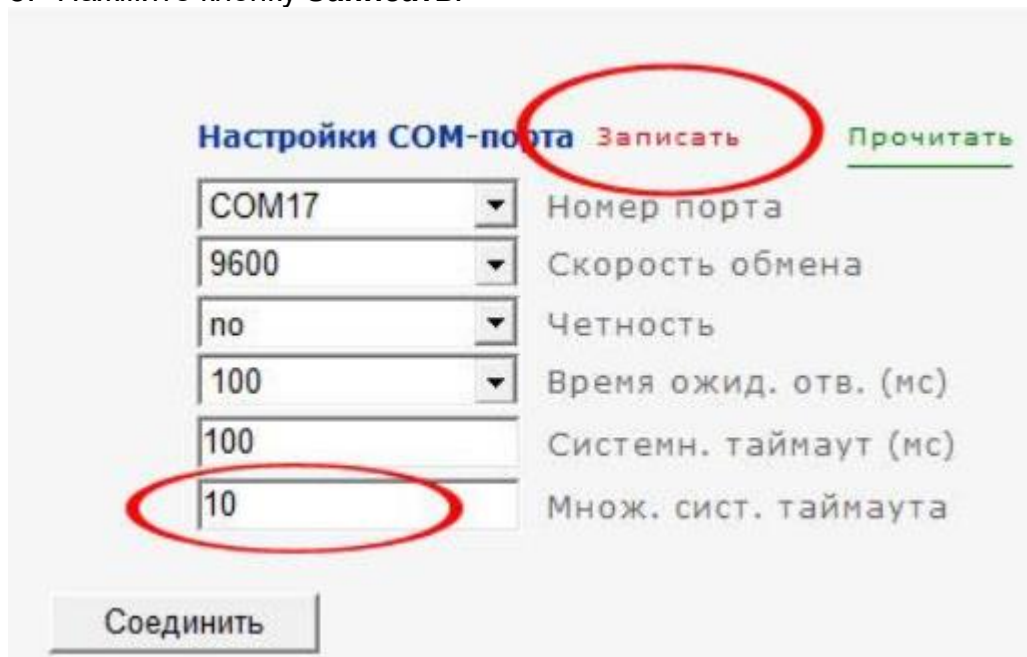 Настройки COM-порта Записать Прочитать
COM17 Номер порта
9600 Скорость обмена
no Четность
100 Время ожид. отв. (мс)
100 Системн. таймаут (мс)
10 Множ. сист. таймаута
Соединить